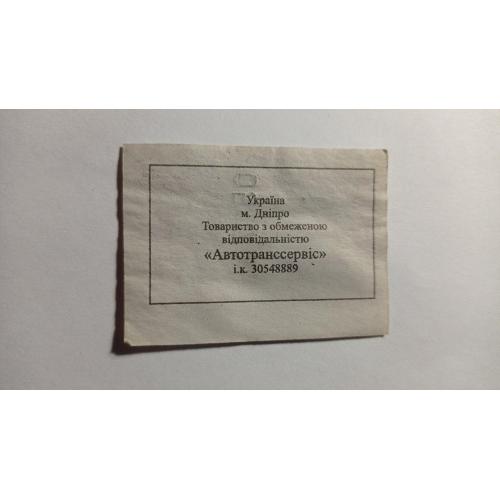 Україна
м. Дніпро
Товариство з обмеженою
відповідальністю
«Автотранссервіс»
і.к. 30548889